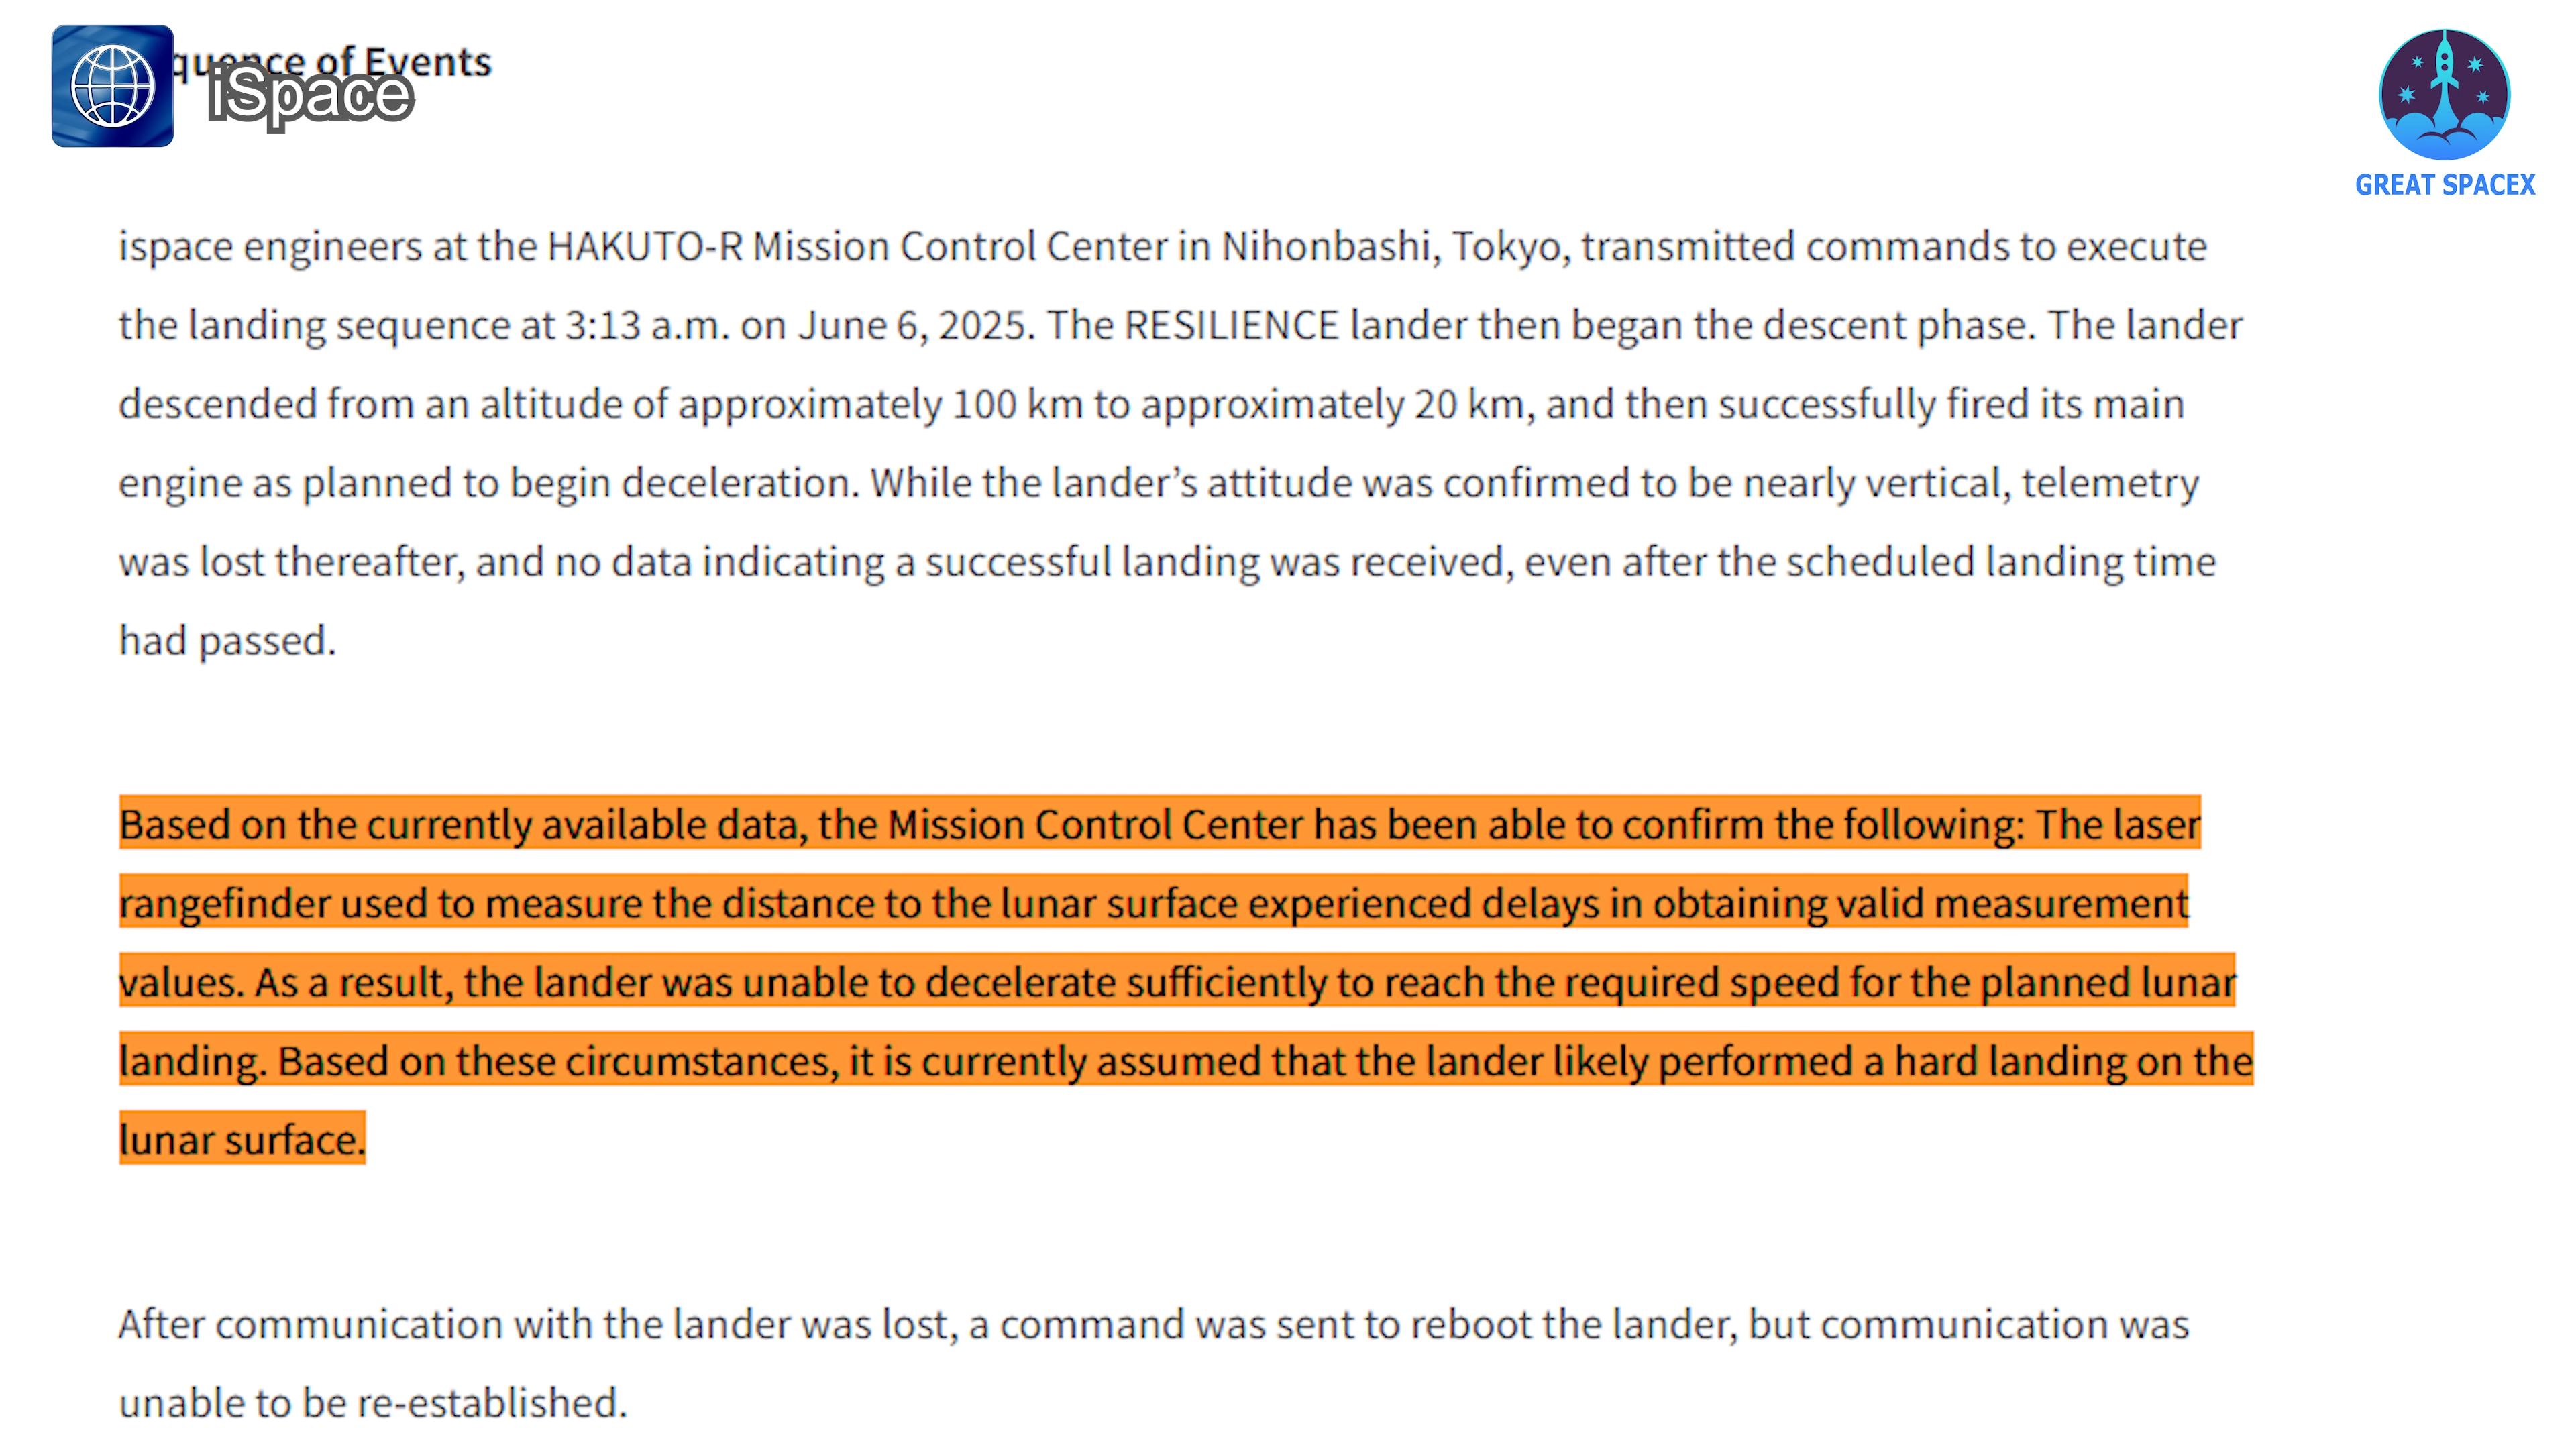 quence of Events
iSpace
GREAT SPACEX
ispace engineers at the HAKUTO-R Mission Control Center in Nihonbashi, Tokyo, transmitted commands to execute
the landing sequence at 3:13 a.m. on June 6, 2025. The RESILIENCE lander then began the descent phase. The lander
descended from an altitude of approximately 100 km to approximately 20 km, and then successfully fired its main
engine as planned to begin deceleration. While the lander’s attitude was confirmed to be nearly vertical, telemetry
was lost thereafter, and no data indicating a successful landing was received, even after the scheduled landing time
had passed.
Based on the currently available data, the Mission Control Center has been able to confirm the following: The laser
rangefinder used to measure the distance to the lunar surface experienced delays in obtaining valid measurement
values. As a result, the lander was unable to decelerate sufficiently to reach the required speed for the planned lunar
landing. Based on these circumstances, it is currently assumed that the lander likely performed a hard landing on the
lunar surface.
After communication with the lander was lost, a command was sent to reboot the lander, but communication was
unable to be re-established.